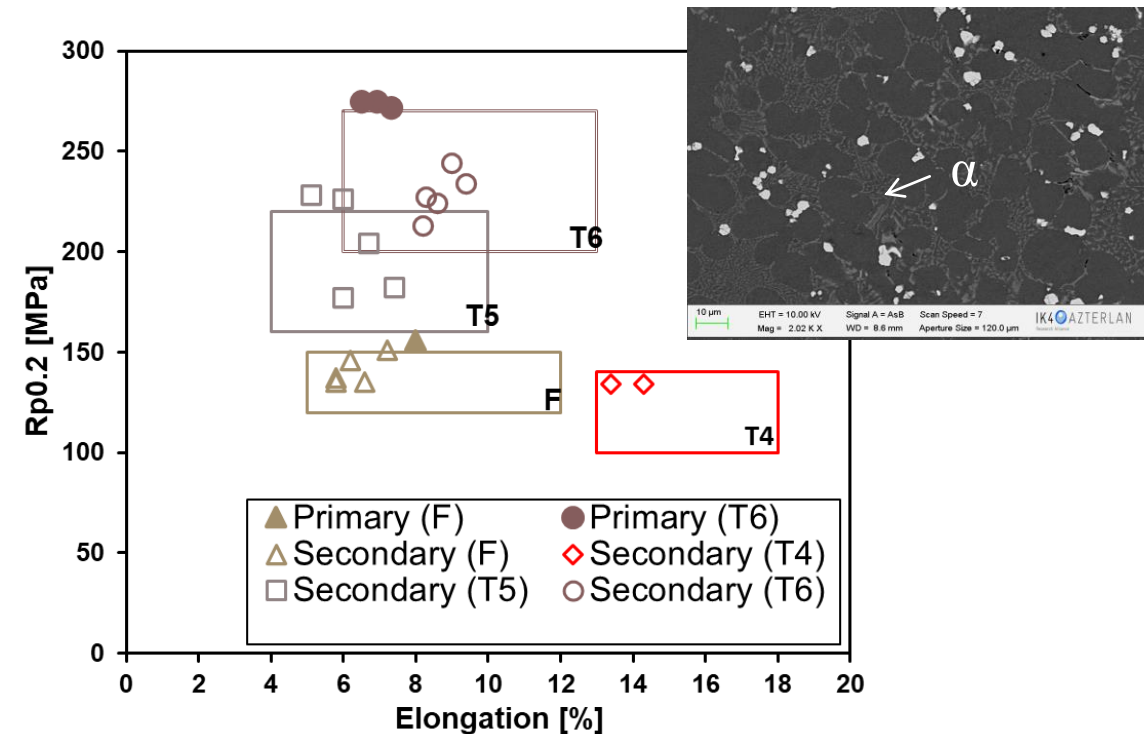 300
250
200
150
100
50
0
Rp0.2 [MPa]
0 2 4 6 8 10 12 14 16 18 20
Elongation [%]
T6
T5
F
T4
Primary (F) Primary (T6)
Secondary (F) Secondary (T4)
Secondary (T5) Secondary (T6)
α
10 µm
EHT = 10.00 kV Signal A = AsB Scan Speed = 7
Mag = 2.02 K X WD = 8.6 mm Aperture Size = 120.0 µm
IK4 AZTERLAN